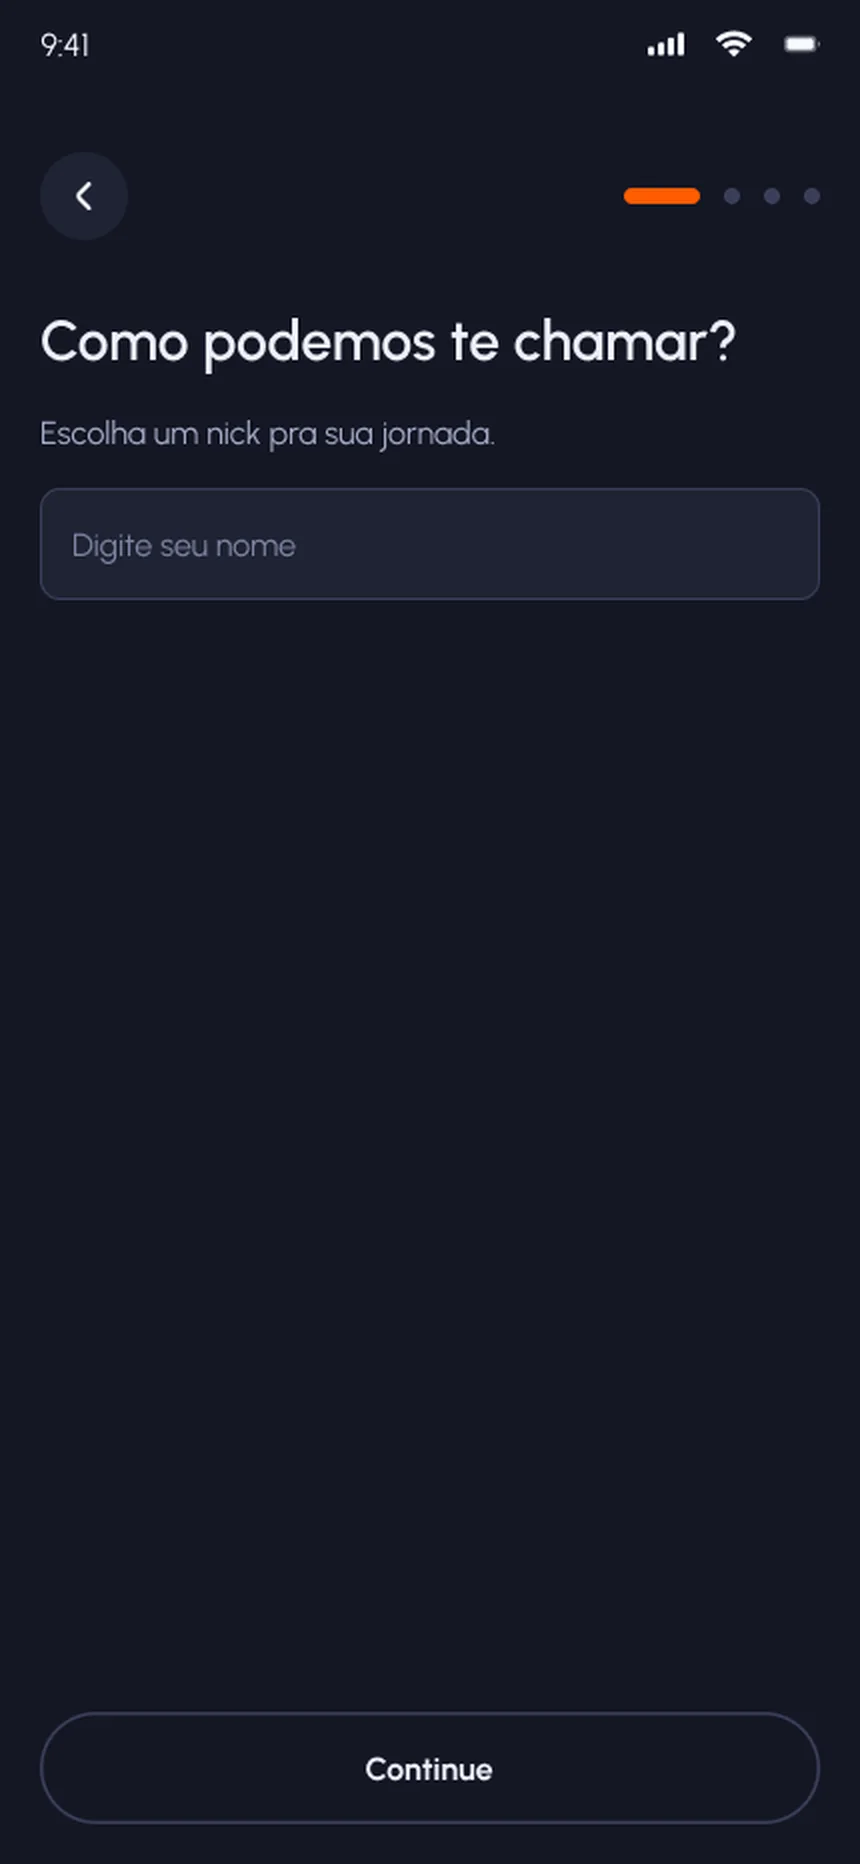 9:41
Como podemos te chamar?
Escolha um nick pra sua jornada.
Digite seu nome
Continue